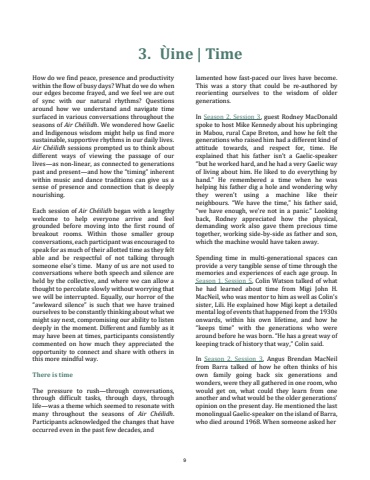 3. Ùine | Time
How do we find peace, presence and productivity
within the flow of busy days? What do we do when
our edges become frayed, and we feel we are out
of sync with our natural rhythms? Questions
around how we understand and navigate time
surfaced in various conversations throughout the
seasons of Air Chéilidh. We wondered how Gaelic
and Indigenous wisdom might help us find more
sustainable, supportive rhythms in our daily lives.
Air Chéilidh sessions prompted us to think about
different ways of viewing the passage of our
lives—as non-linear, as connected to generations
past and present—and how the "timing" inherent
within music and dance traditions can give us a
sense of presence and connection that is deeply
nourishing.
Each session of Air Chéilidh began with a lengthy
welcome to help everyone arrive and feel
grounded before moving into the first round of
breakout rooms. Within those smaller group
conversations, each participant was encouraged to
speak for as much of their allotted time as they felt
able and be respectful of not talking through
someone else's time. Many of us are not used to
conversations where both speech and silence are
held by the collective, and where we can allow a
thought to percolate slowly without worrying that
we will be interrupted. Equally, our horror of the
"awkward silence" is such that we have trained
ourselves to be constantly thinking about what we
might say next, compromising our ability to listen
deeply in the moment. Different and fumbly as it
may have been at times, participants consistently
commented on how much they appreciated the
opportunity to connect and share with others in
this more mindful way.
There is time
The pressure to rush—through conversations,
through difficult tasks, through days, through
life—was a theme which seemed to resonate with
many throughout the seasons of Air Chéilidh.
Participants acknowledged the changes that have
occurred even in the past few decades, and
lamented how fast-paced our lives have become.
This was a story that could be re-authored by
reorienting ourselves to the wisdom of older
generations.
In Season 2, Session 3, guest Rodney MacDonald
spoke to host Mike Kennedy about his upbringing
in Mabou, rural Cape Breton, and how he felt the
generations who raised him had a different kind of
attitude towards, and respect for, time. He
explained that his father isn't a Gaelic-speaker
"but he worked hard, and he had a very Gaelic way
of living about him. He liked to do everything by
hand." He remembered a time when he was
helping his father dig a hole and wondering why
they weren't using a machine like their
neighbours. "We have the time," his father said,
"we have enough, we're not in a panic." Looking
back, Rodney appreciated how the physical,
demanding work also gave them precious time
together, working side-by-side as father and son,
which the machine would have taken away.
Spending time in multi-generational spaces can
provide a very tangible sense of time through the
memories and experiences of each age group. In
Season 1, Session 5, Colin Watson talked of what
he had learned about time from Migi John H.
MacNeil, who was mentor to him as well as Colin's
sister, Lili. He explained how Migi kept a detailed
mental log of events that happened from the 1930s
onwards, within his own lifetime, and how he
"keeps time" with the generations who were
around before he was born. "He has a great way of
keeping track of history that way," Colin said.
In Season 2, Session 3, Angus Brendan MacNeil
from Barra talked of how he often thinks of his
own family going back six generations and
wonders, were they all gathered in one room, who
would get on, what could they learn from one
another and what would be the older generations'
opinion on the present day. He mentioned the last
monolingual Gaelic-speaker on the island of Barra,
who died around 1968. When someone asked her
9